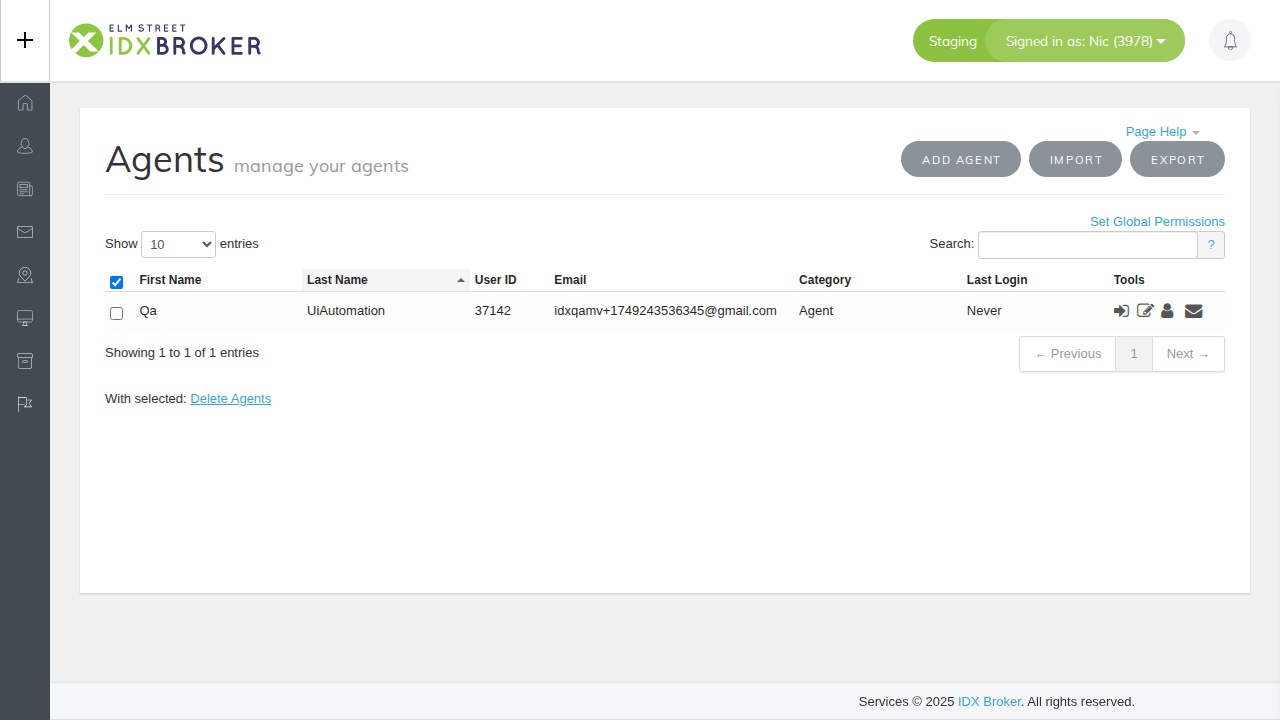 ELM STREET
IDXBROKER
Staging
Signed in as: Nic (3978)
Page Help
Agents manage your agents
ADD AGENT
IMPORT
EXPORT
Set Global Permissions
Show 10 entries
Search: ?
First Name Last Name User ID Email Category Last Login Tools
Qa UiAutomation 37142 idxqamv+1749243536345@gmail.com Agent Never
Showing 1 to 1 of 1 entries
← Previous 1 Next →
With selected: Delete Agents
Services © 2025 IDX Broker. All rights reserved.